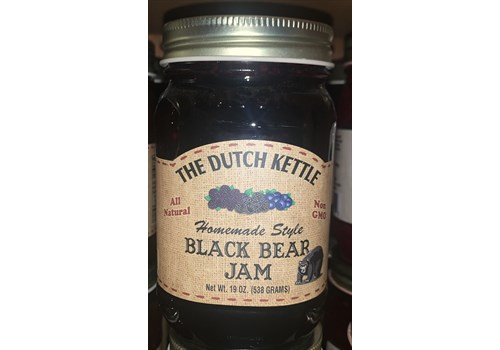 THE DUTCH KETTLE
All
Natural
Non
GMO
Homemade Style
BLACK BEAR
JAM
Net Wt. 19 OZ. (538 GRAMS)